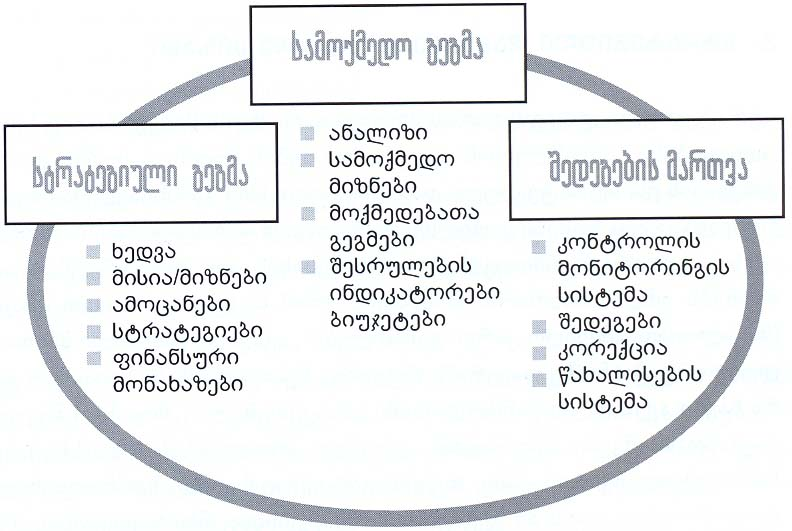 სამოქმედო გეგმა
სტრატეგიული გეგმა
ხედვა
მისია/მიზნები
ამოცანები
სტრატეგიები
ფინანსური
მონახაზები
ანალიზი
სამოქმედო
მიზნები
მოქმედებათა
გეგმები
შესრულების
ინდიკატორები
ბიუჯეტები
შედეგების მართვა
კონტროლის
მონიტორინგის
სისტემა
შედეგები
კორექცია
წახალისების
სისტემა